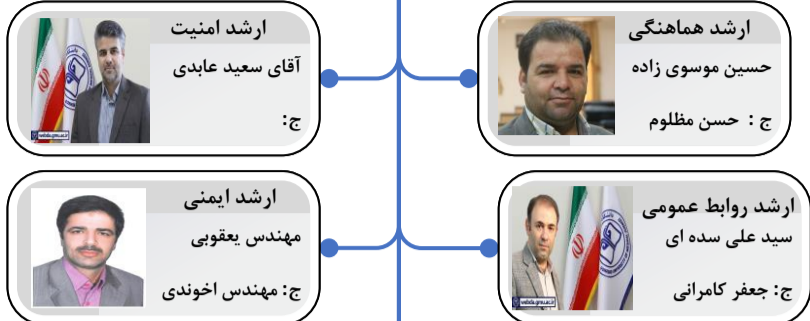 ارشد هماهنگی
حسین موسوی زاده
ج : حسن مظلوم
ارشد امنیت
آقای سعید عابدی
ج:
ارشد روابط عمومی
سید علی سده ای
ج: جعفر کامرانی
ارشد ایمنی
مهندس یعقوبی
ج: مهندس اخوندی